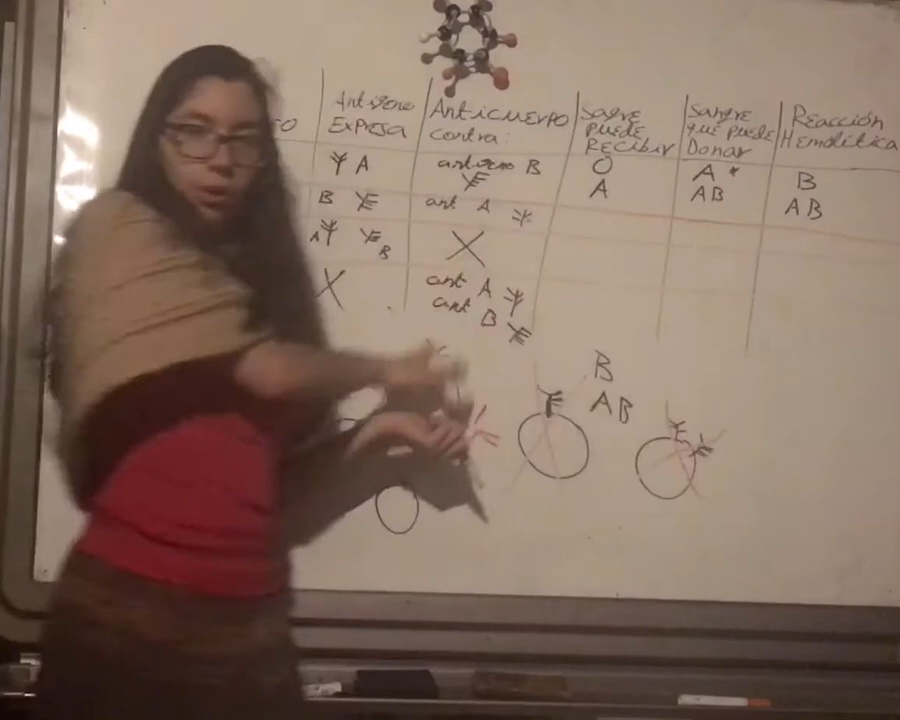 O
Antígeno
Expresa
Anticuerpo
contra:
Sagre
puede
Recibir
Sangre
que puede
Donar
Reacción
Hemolítica
A
antígeno B
O
A
A *
AB
B
AB
B
ant A
A
B
X
X
ant A
ant B
B
AB